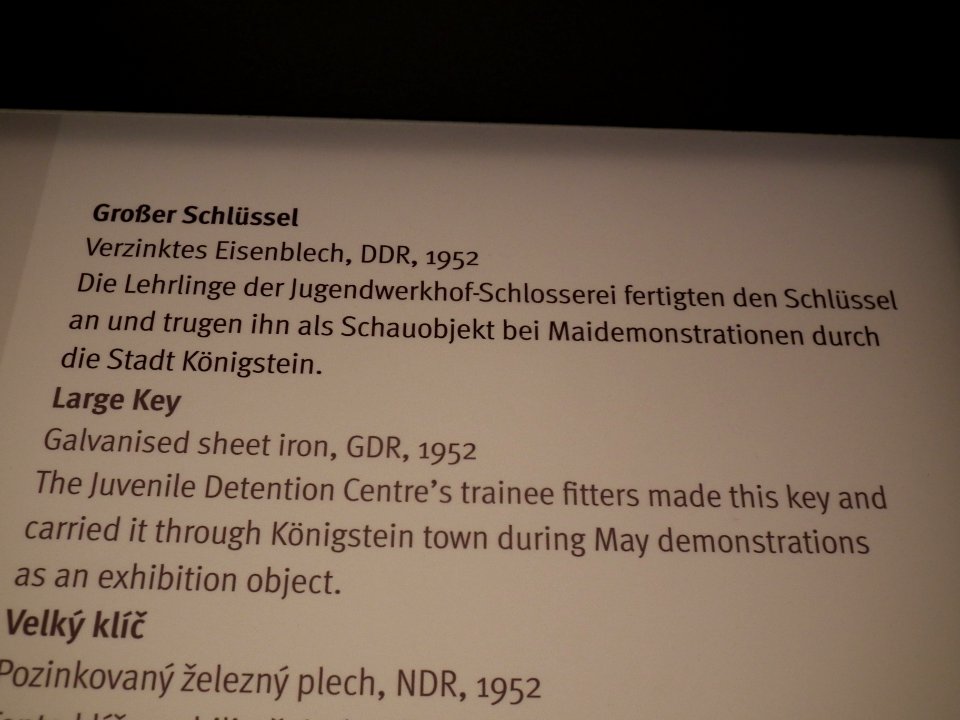 Großer Schlüssel
Verzinktes Eisenblech, DDR, 1952
Die Lehrlinge der Jugendwerkhof-Schlosserei fertigten den Schlüssel
an und trugen ihn als Schauobjekt bei Maidemonstrationen durch
die Stadt Königstein.
Large Key
Galvanised sheet iron, GDR, 1952
The Juvenile Detention Centre's trainee fitters made this key and
carried it through Königstein town during May demonstrations
as an exhibition object.
Velký klíč
Pozinkovaný železný plech, NDR, 1952